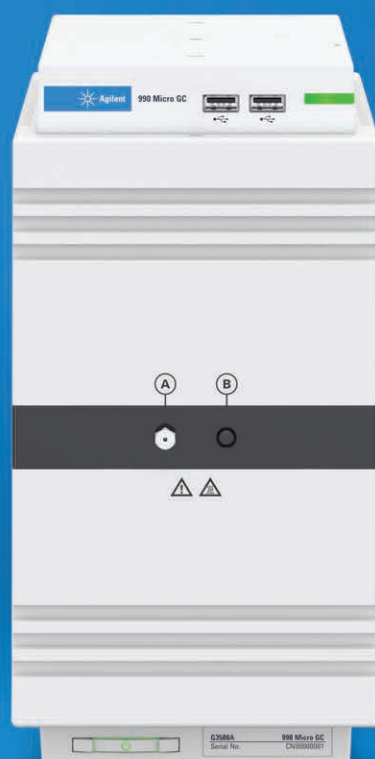 Agilent 990 Micro GC
A B
G3588A 990 Micro GC
Serial No. CN00000001